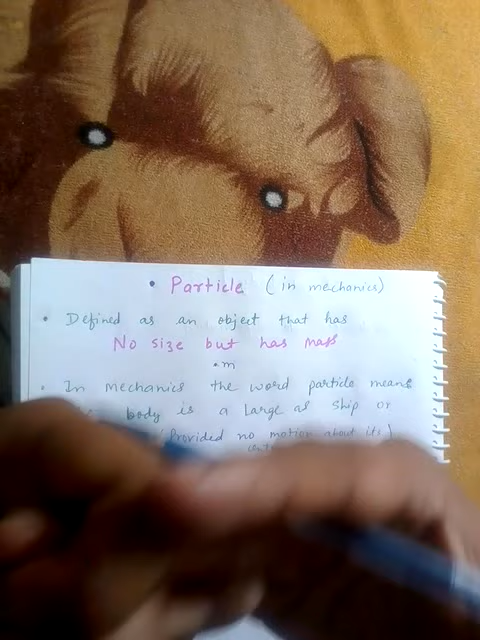 • Particle (in mechanics)
• Defined as an object that has
No size but has mass
• m
• In mechanics the word particle means
body is a large as ship or
(Provided no motion about its)